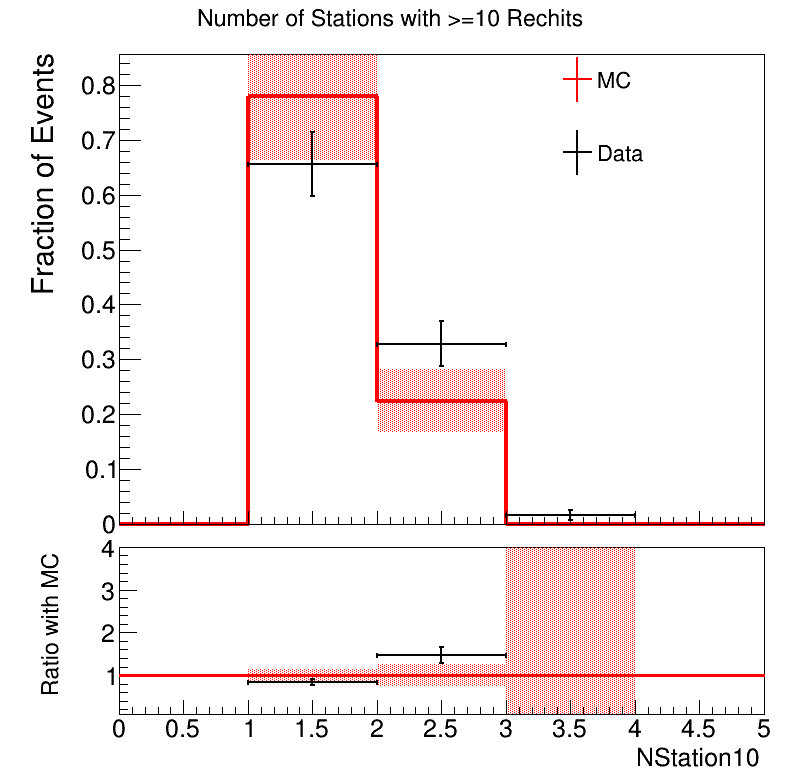 Number of Stations with >=10 Rechits
Fraction of Events
0.8
0.7
0.6
0.5
0.4
0.3
0.2
0.1
0
MC
Data
Ratio with MC
4
3
2
1
0 0.5 1 1.5 2 2.5 3 3.5 4 4.5 5
NStation10